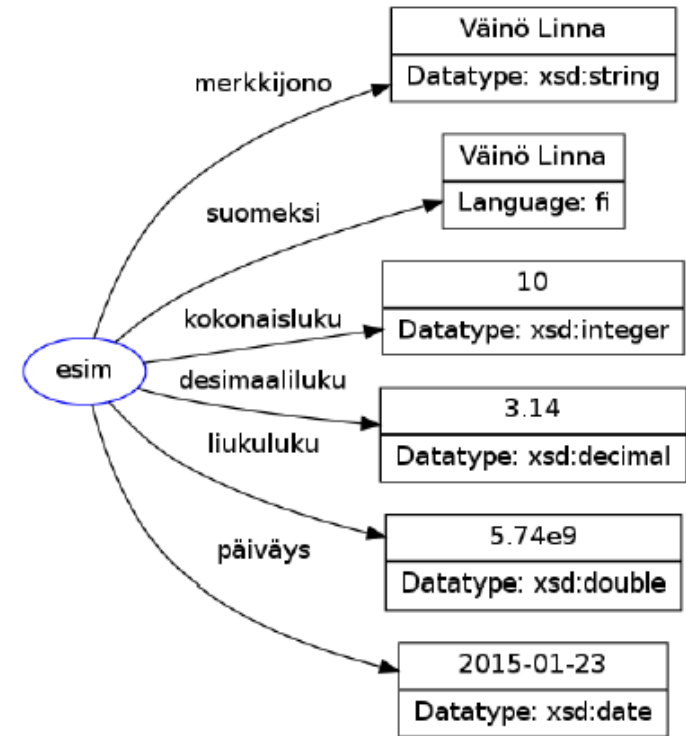 Väinö Linna
Datatype: xsd:string
merkkijono
Väinö Linna
Language: fi
suomeksi
10
Datatype: xsd:integer
kokonaisluku
esim
desimaaliluku
3.14
Datatype: xsd:decimal
liukuluku
5.74e9
Datatype: xsd:double
päiväys
2015-01-23
Datatype: xsd:date